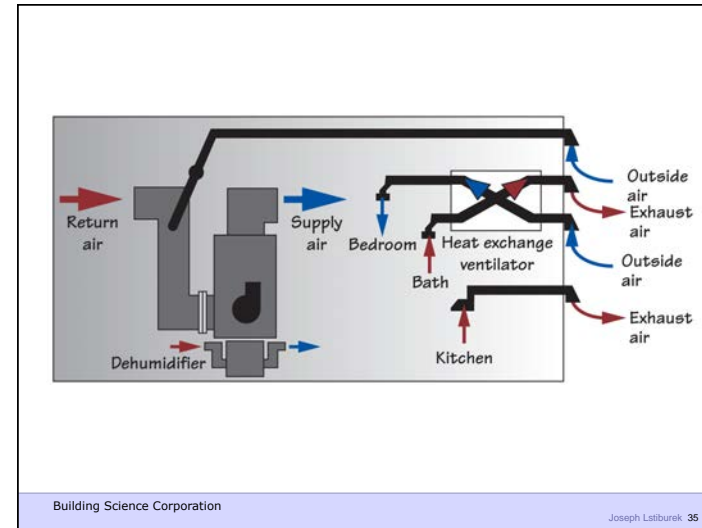 Return
air
Supply
air
Bedroom
Bath
Heat exchange
ventilator
Outside
air
Exhaust
air
Outside
air
Exhaust
air
Kitchen
Dehumidifier
Building Science Corporation
Joseph Lstiburek 35